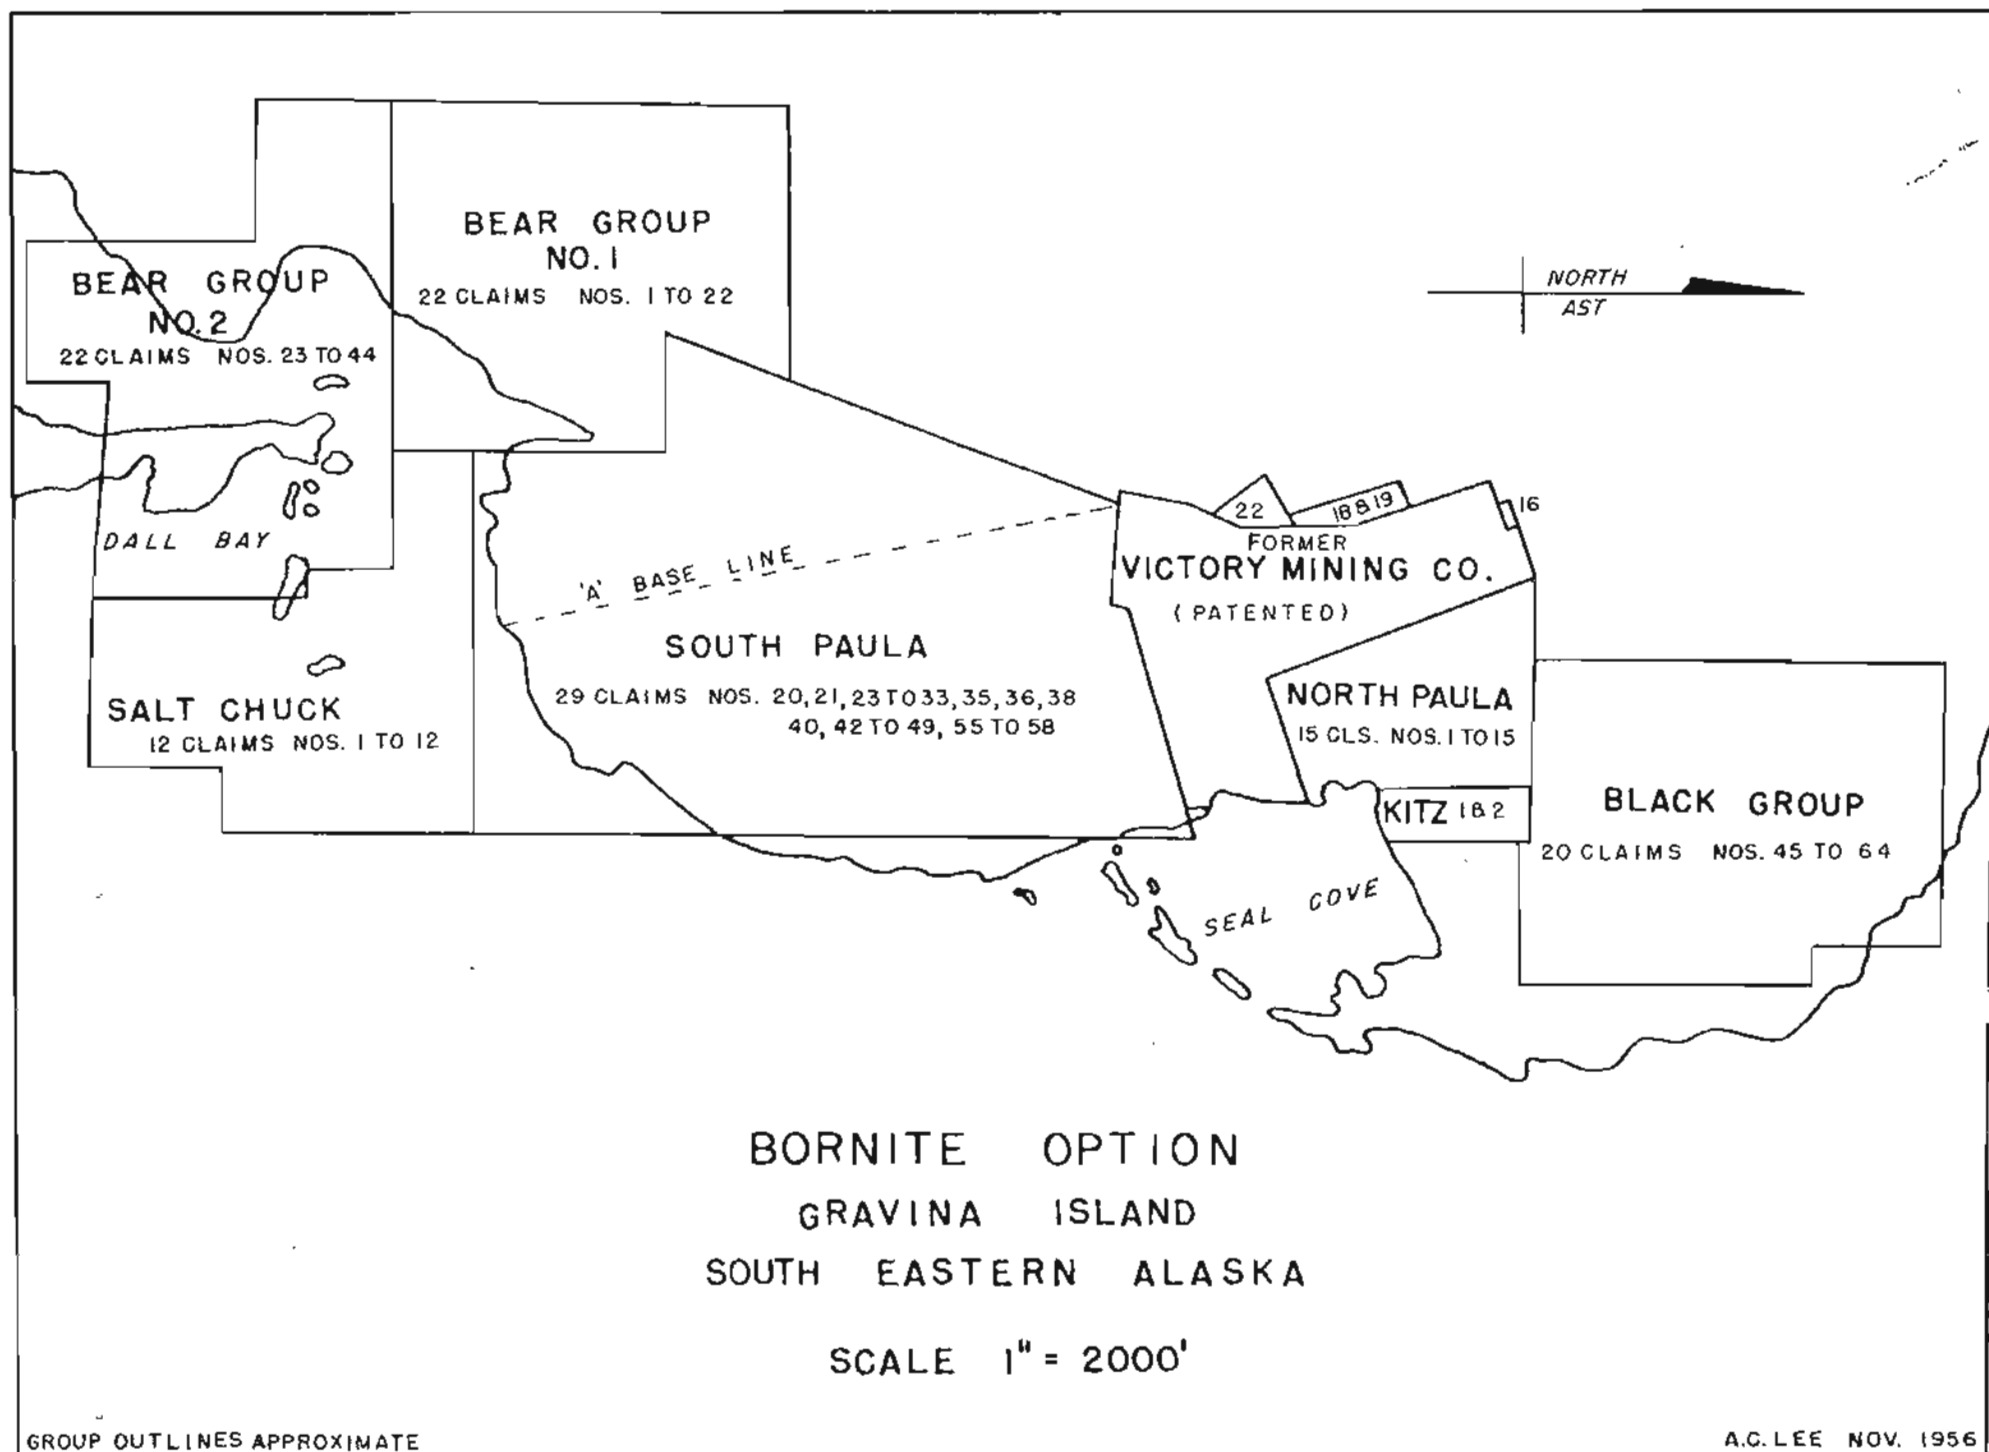 BEAR GROUP
NO. 1
22 CLAIMS NOS. 1 TO 22
BEAR GROUP
NO. 2
22 CLAIMS NOS. 23 TO 44
NORTH
AST
DALL BAY
'A' BASE LINE
22
18 & 19
16
FORMER
VICTORY MINING CO.
(PATENTED)
SOUTH PAULA
29 CLAIMS NOS. 20, 21, 23 TO 33, 35, 36, 38
40, 42 TO 49, 55 TO 58
SALT CHUCK
12 CLAIMS NOS. 1 TO 12
NORTH PAULA
15 CLS. NOS. 1 TO 15
KITZ 1 & 2
BLACK GROUP
20 CLAIMS NOS. 45 TO 64
SEAL COVE
BORNITE OPTION
GRAVINA ISLAND
SOUTH EASTERN ALASKA
SCALE 1" = 2000'
GROUP OUTLINES APPROXIMATE
A.C. LEE NOV. 1956